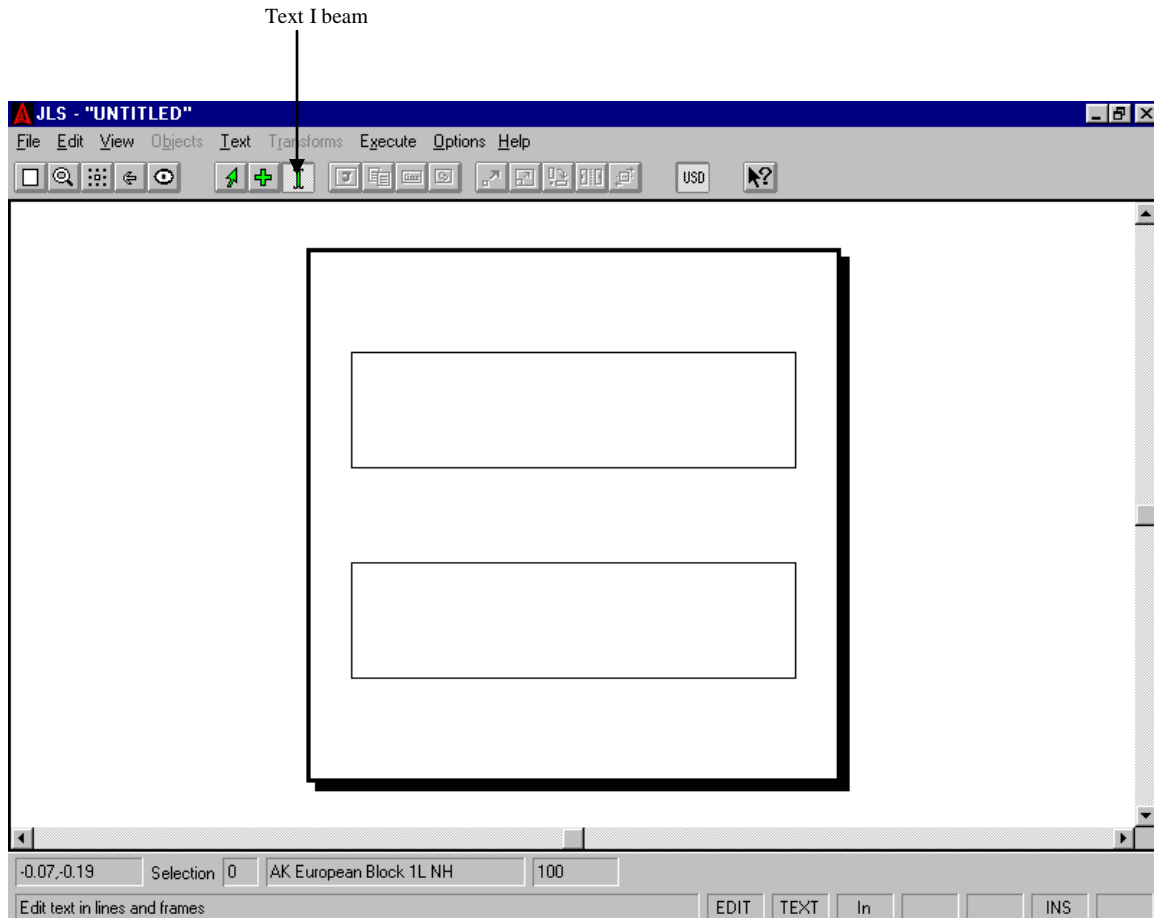 Text I beam
JLS - "UNTITLED"
File Edit View Objects Text Transforms Execute Options Help
USD
-0.07,-0.19 Selection 0 AK European Block 1L NH 100
Edit text in lines and frames EDIT TEXT In INS